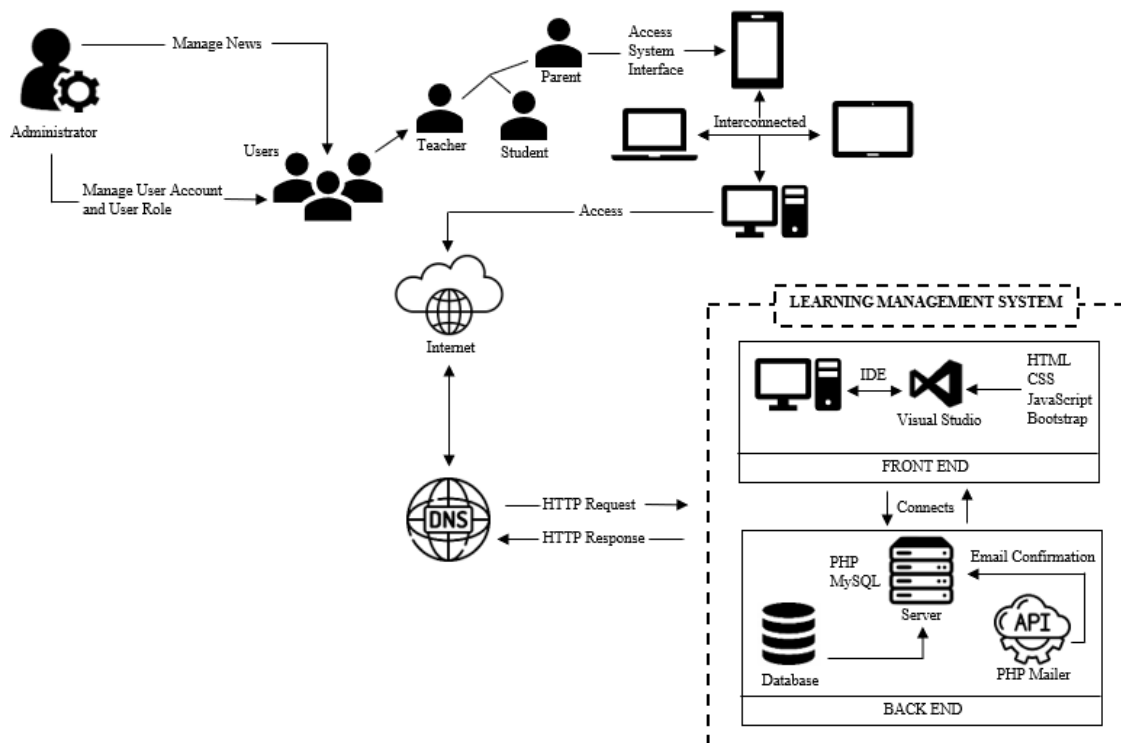 Manage News
Administrator
Manage User Account
and User Role
Users
Teacher
Student
Parent
Access
System
Interface
Interconnected
Access
Internet
DNS
HTTP Request
HTTP Response
LEARNING MANAGEMENT SYSTEM
IDE
Visual Studio
HTML
CSS
JavaScript
Bootstrap
FRONT END
Connects
PHP
MySQL
Server
Email Confirmation
API
PHP Mailer
Database
BACK END